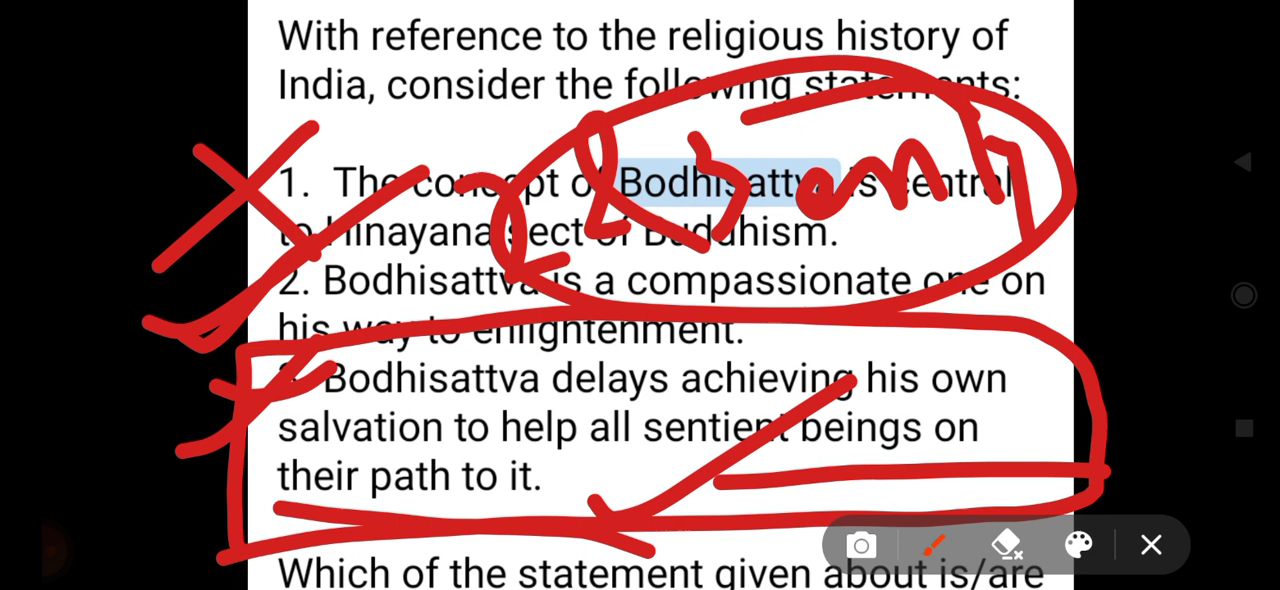 With reference to the religious history of
India, consider the following statements:
1. The concept of Bodhisattva is central
to Hinayana sect of Buddhism.
2. Bodhisattva is a compassionate one on
his way to enlightenment.
3. Bodhisattva delays achieving his own
salvation to help all sentient beings on
their path to it.
Which of the statement given about is/are